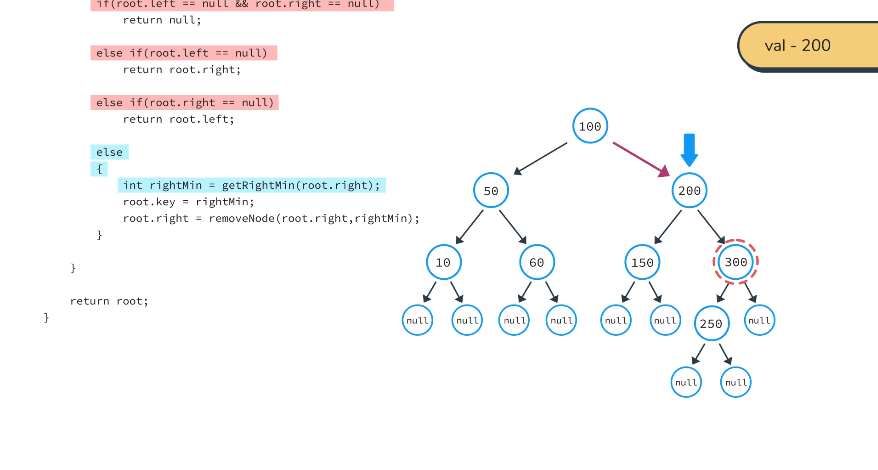 if(root.left == null && root.right == null)
return null;
else if(root.left == null)
return root.right;
else if(root.right == null)
return root.left;
else
{
int rightMin = getRightMin(root.right);
root.key = rightMin;
root.right = removeNode(root.right,rightMin);
}
}
return root;
}
val - 200
100
50
200
10
60
150
300
null
null
null
null
null
null
250
null
null
null